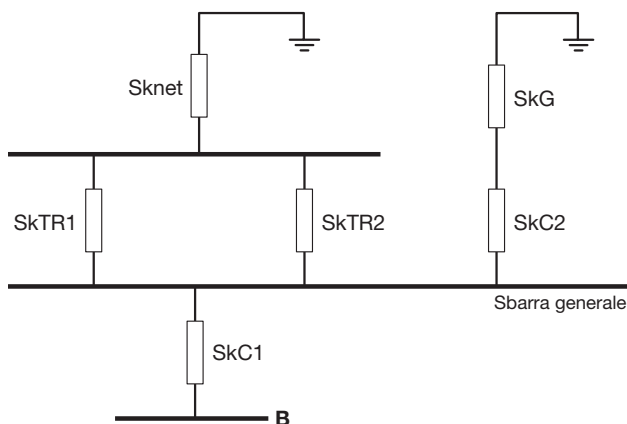 Sknet
SkG
SkTR1
SkTR2
SkC2
Sbarra generale
SkC1
B